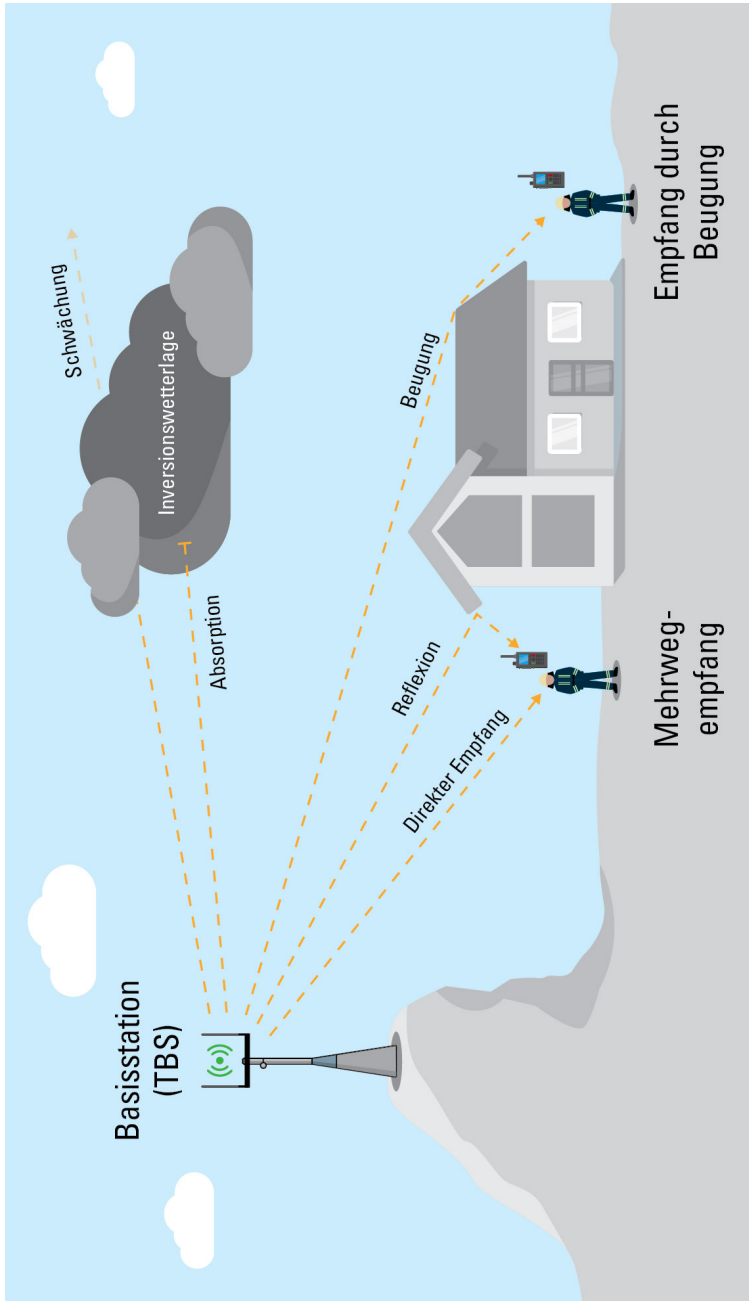 Basisstation
(TBS)
Schwächung
Inversionswetterlage
Absorption
Beugung
Reflexion
Direkter Empfang
Mehrweg-
empfang
Empfang durch
Beugung